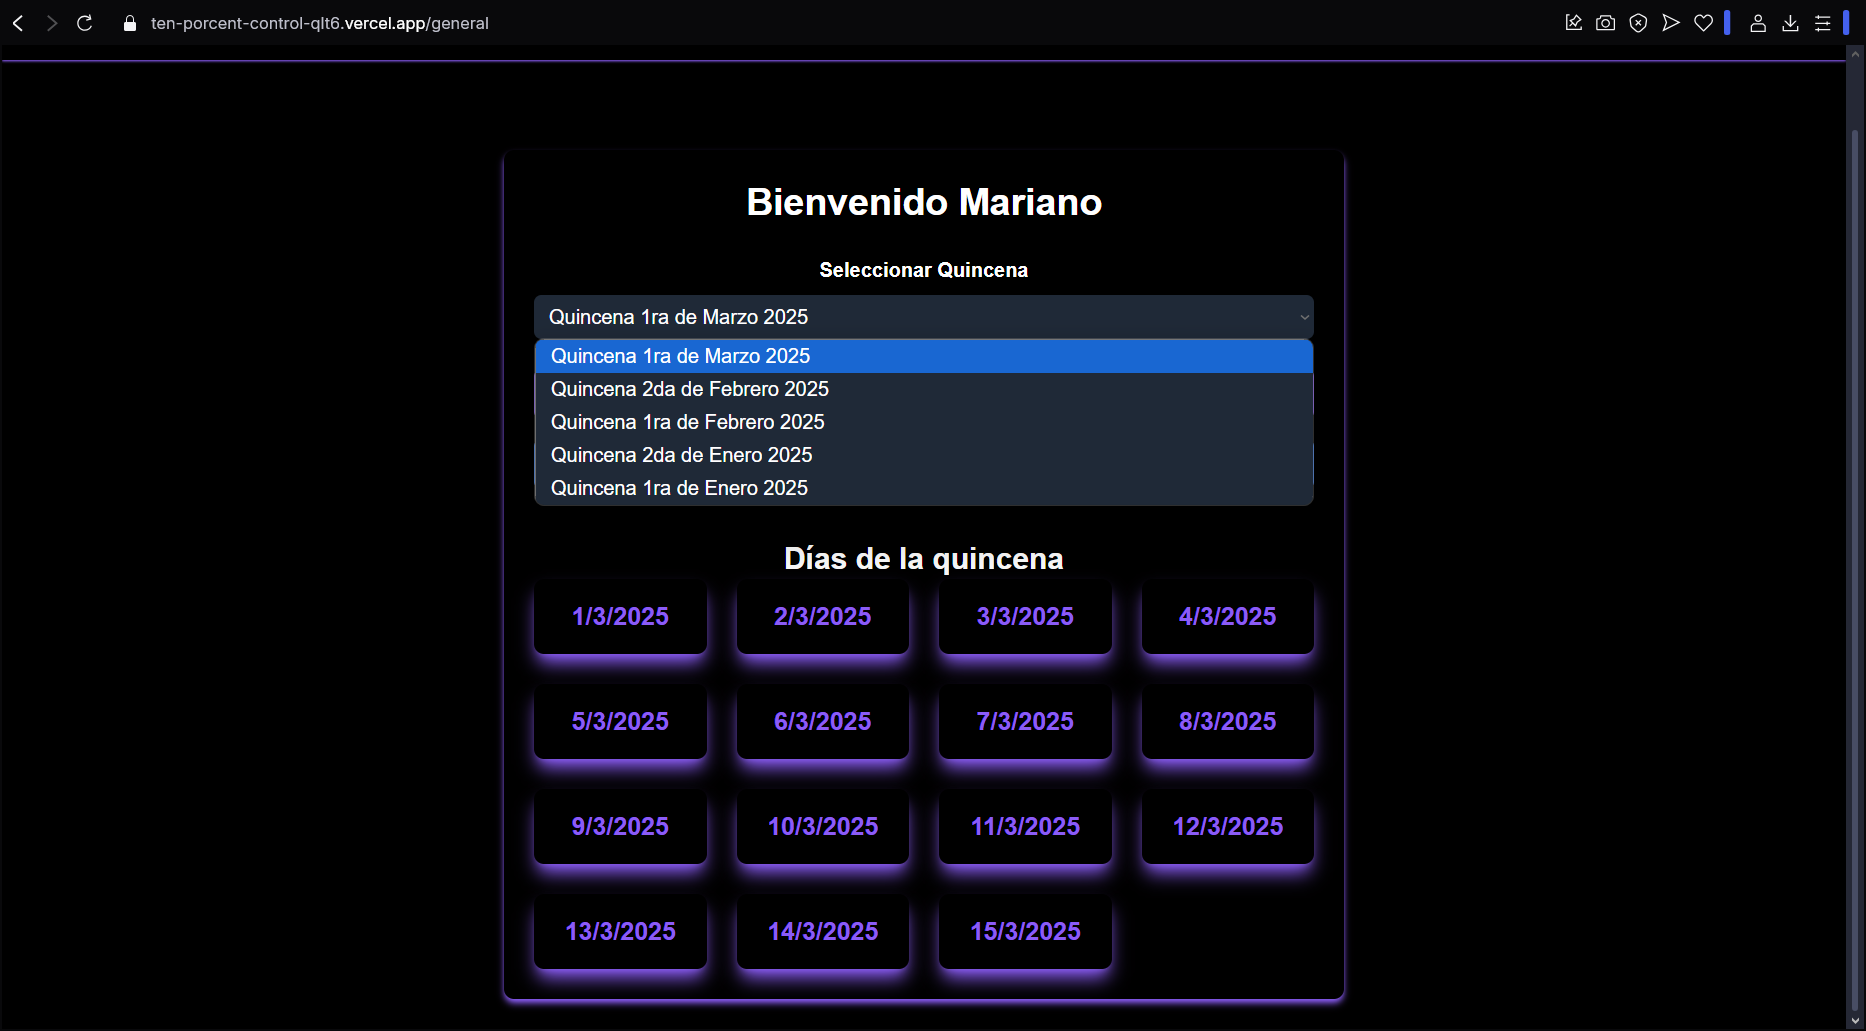 ten-porcent-control-qlt6.vercel.app/general
Bienvenido Mariano
Seleccionar Quincena
Quincena 1ra de Marzo 2025
Quincena 1ra de Marzo 2025
Quincena 2da de Febrero 2025
Quincena 1ra de Febrero 2025
Quincena 2da de Enero 2025
Quincena 1ra de Enero 2025
Días de la quincena
1/3/2025 2/3/2025 3/3/2025 4/3/2025
5/3/2025 6/3/2025 7/3/2025 8/3/2025
9/3/2025 10/3/2025 11/3/2025 12/3/2025
13/3/2025 14/3/2025 15/3/2025